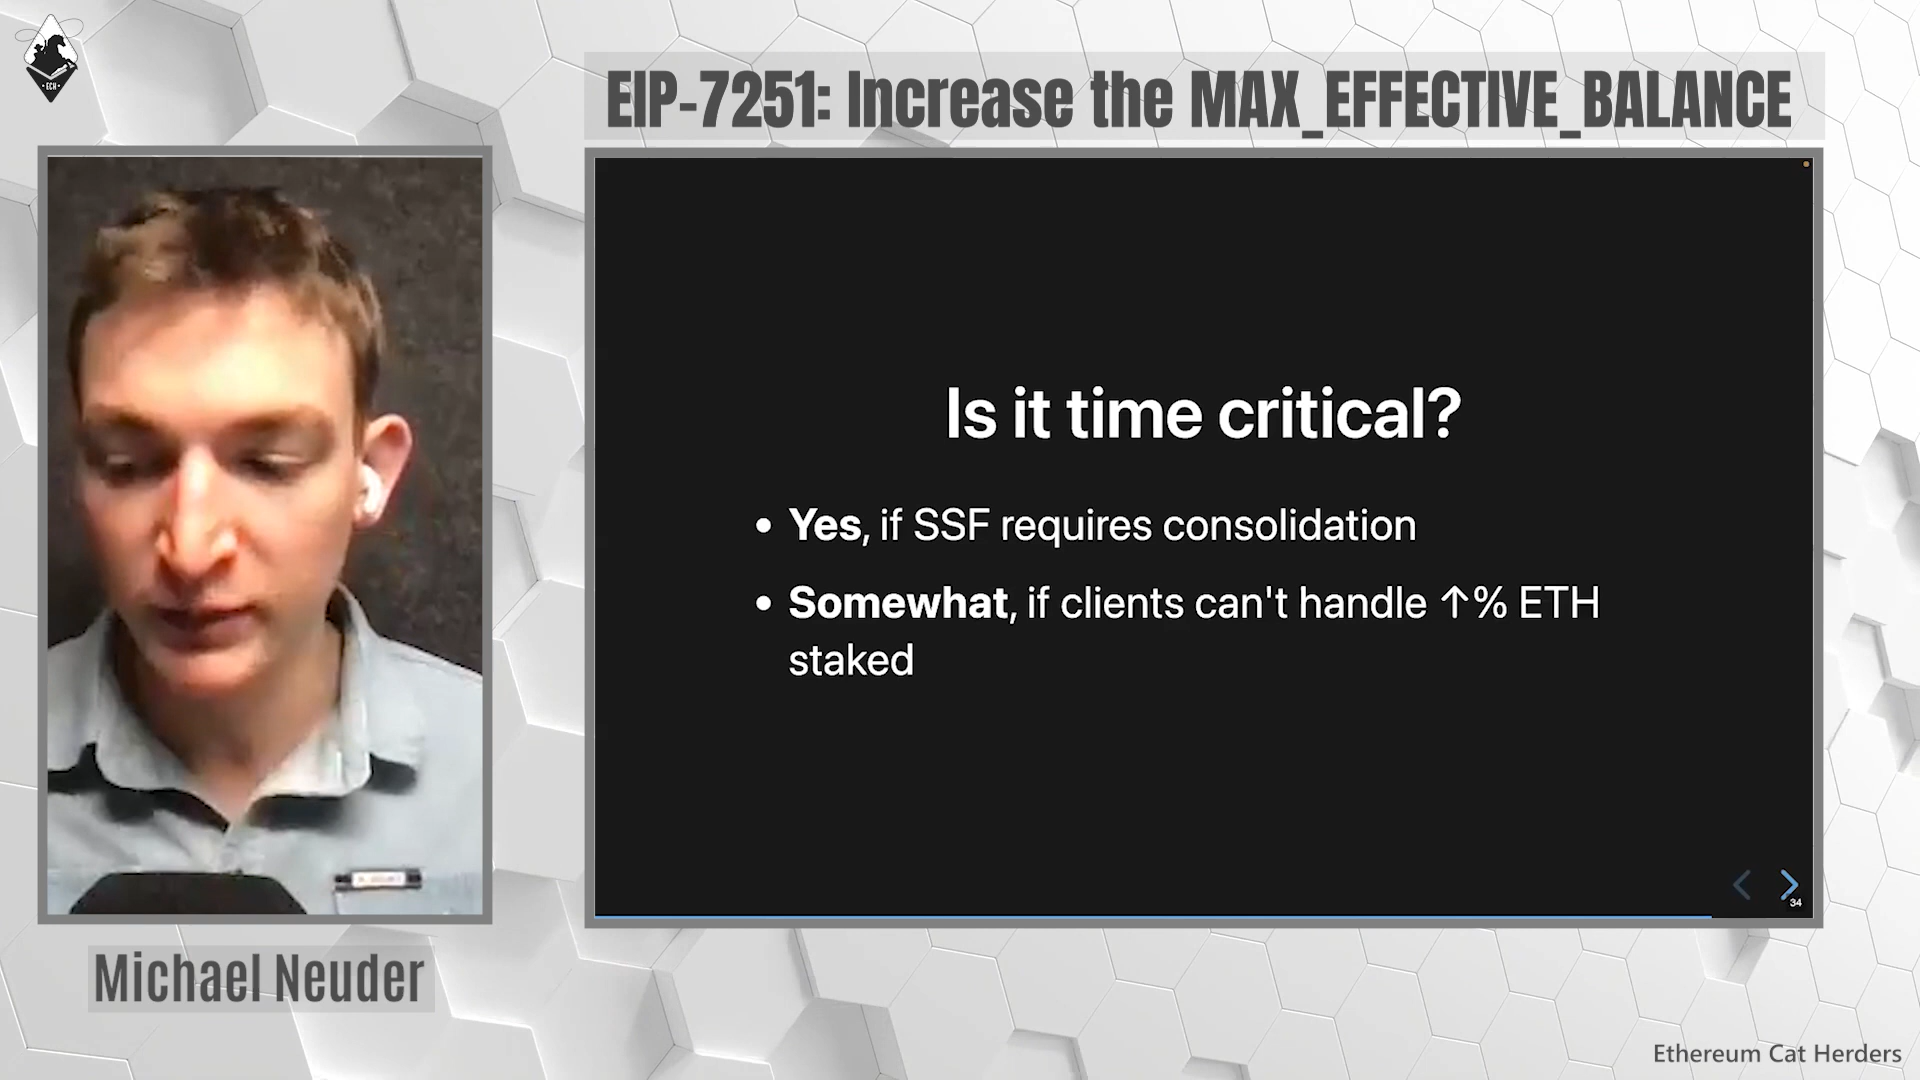 ECH
EIP-7251: Increase the MAX_EFFECTIVE_BALANCE
Is it time critical?
• Yes, if SSF requires consolidation
• Somewhat, if clients can't handle ↑% ETH
staked
34
Michael Neuder
Ethereum Cat Herders